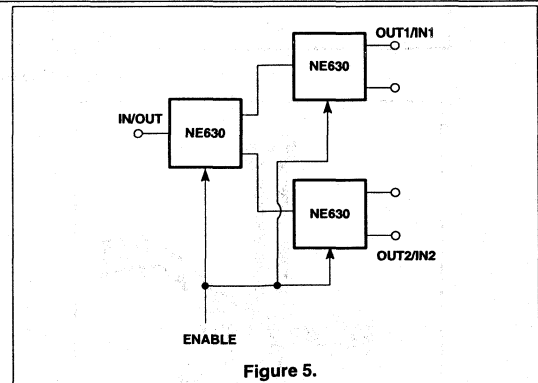 OUT1/IN1
NE630
IN/OUT
NE630
NE630
OUT2/IN2
ENABLE
Figure 5.